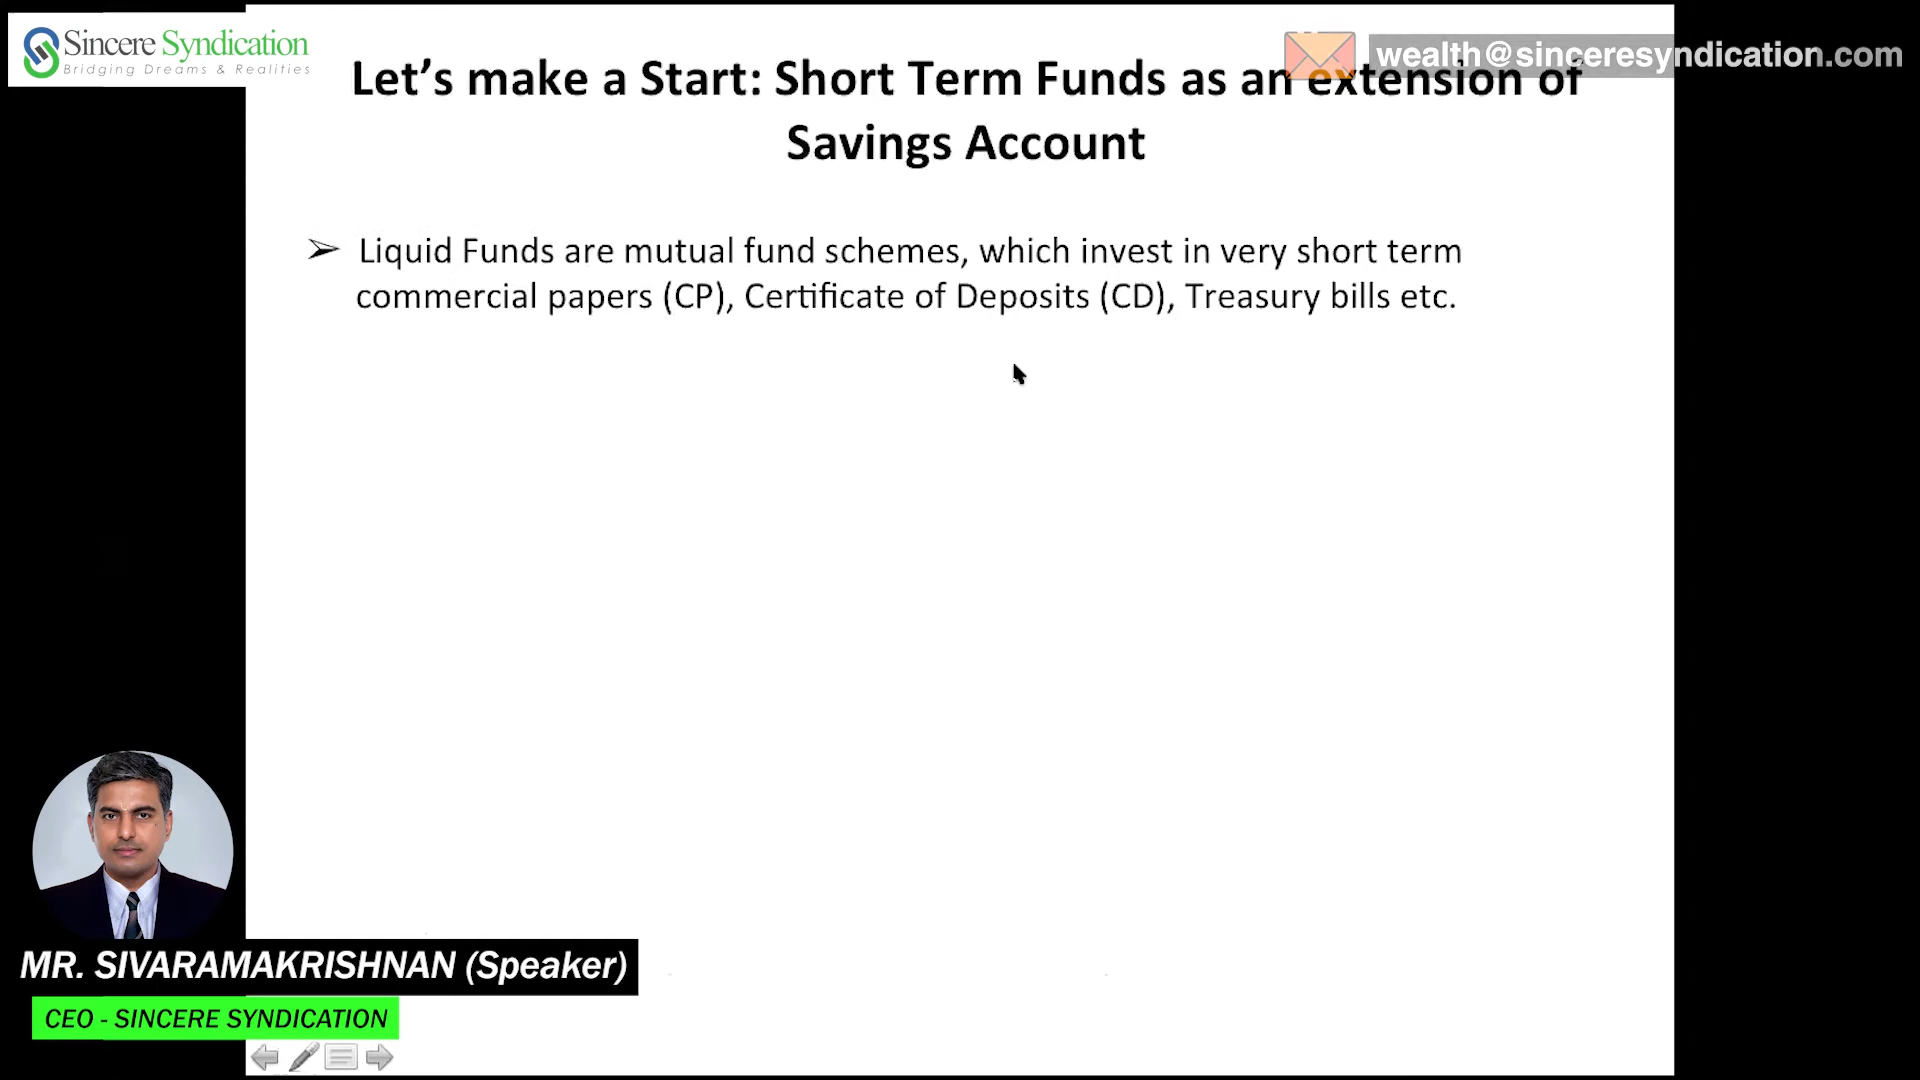 Sincere Syndication
Bridging Dreams & Realities
wealth@sinceresyndication.com
Let’s make a Start: Short Term Funds as an extension of
Savings Account
➢ Liquid Funds are mutual fund schemes, which invest in very short term
commercial papers (CP), Certificate of Deposits (CD), Treasury bills etc.
MR. SIVARAMAKRISHNAN (Speaker)
CEO - SINCERE SYNDICATION